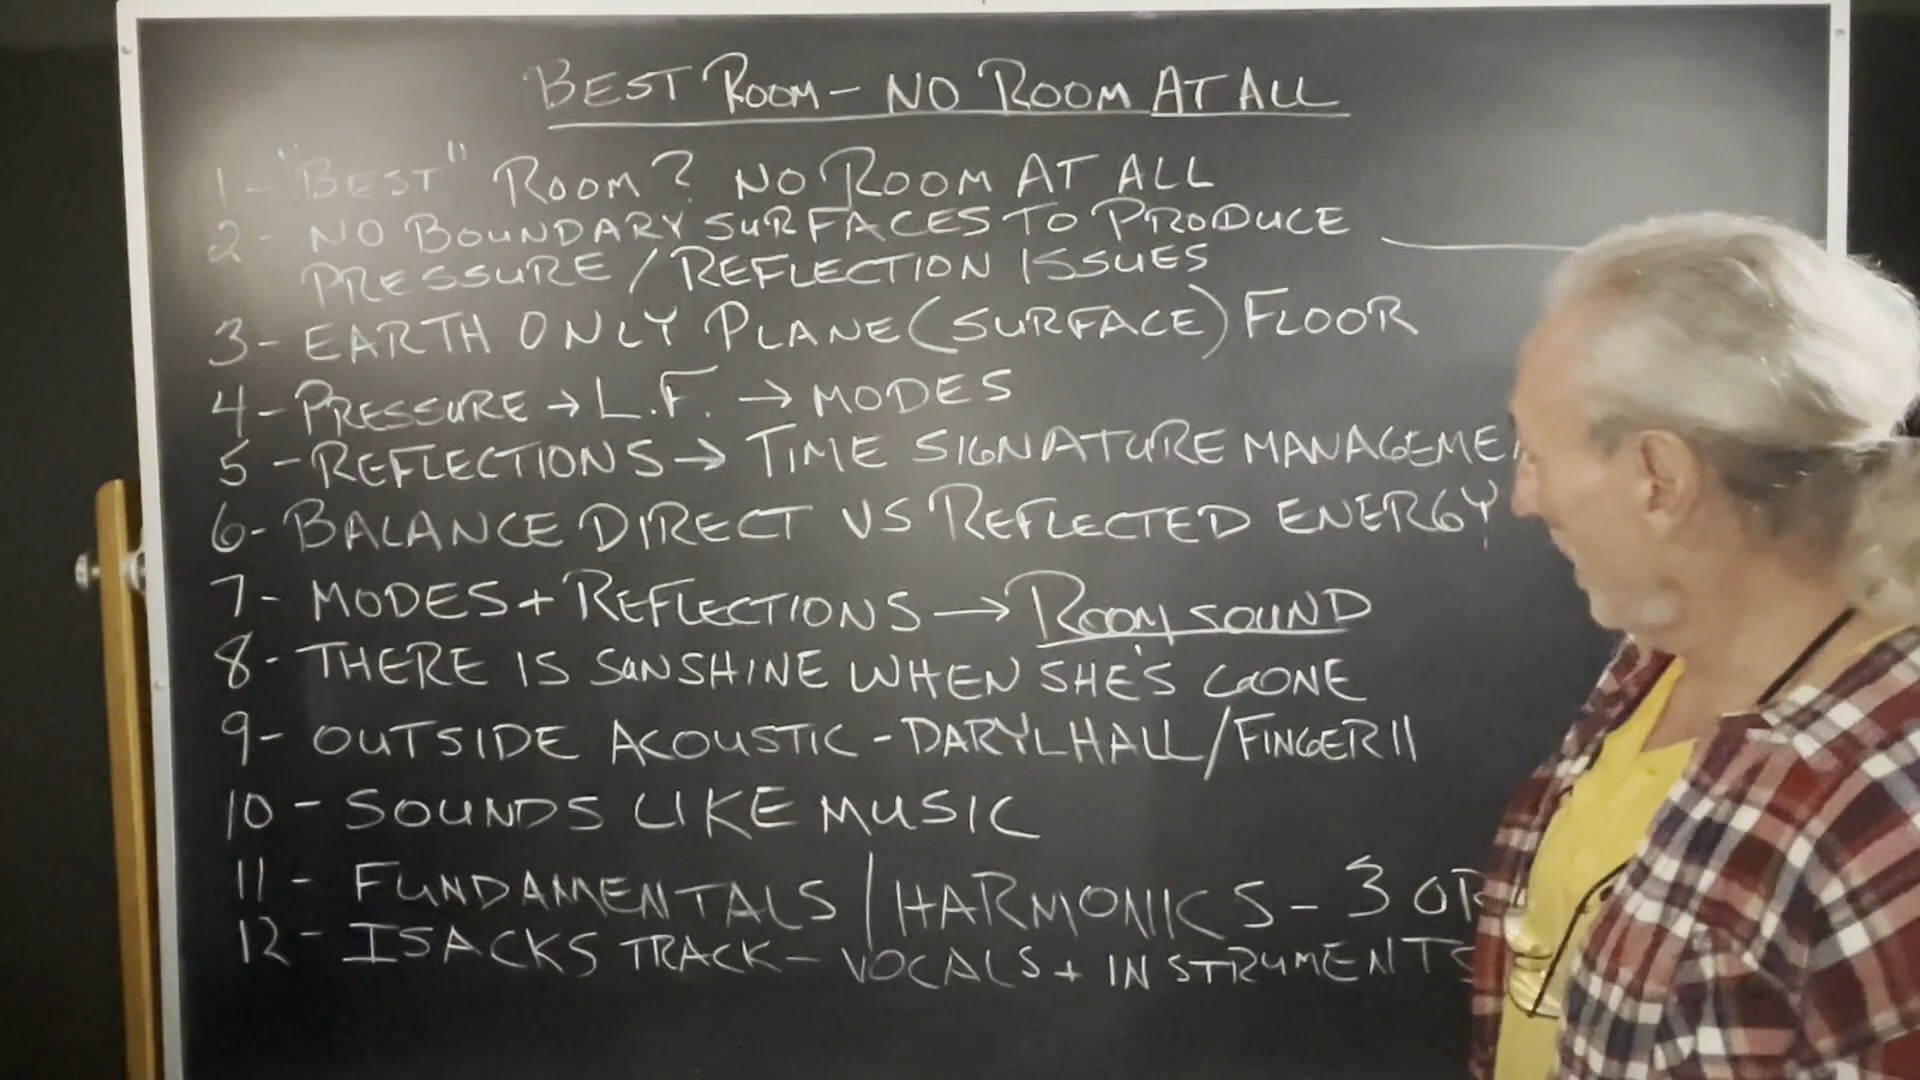 BEST ROOM - NO ROOM AT ALL
1 - "BEST" ROOM? NO ROOM AT ALL
2 - NO BOUNDARY SURFACES TO PRODUCE
PRESSURE / REFLECTION ISSUES
3 - EARTH ONLY PLANE (SURFACE) FLOOR
4 - PRESSURE → L.F. → MODES
5 - REFLECTIONS → TIME SIGNATURE MANAGEME
6 - BALANCE DIRECT VS REFLECTED ENERGY
7 - MODES + REFLECTIONS → ROOM SOUND
8 - THERE IS SUNSHINE WHEN SHE'S GONE
9 - OUTSIDE ACOUSTIC - DARYL HALL / FINGER 11
10 - SOUNDS LIKE MUSIC
11 - FUNDAMENTALS / HARMONICS - 3 OR
12 - ISACKS TRACK - VOCALS + INSTRUMENTS